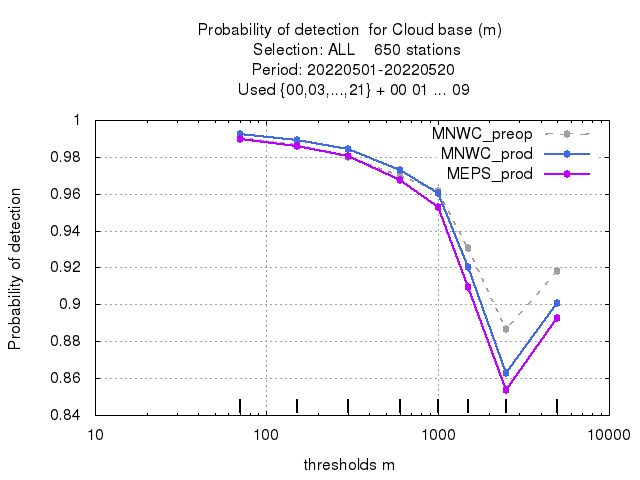 Probability of detection  for Cloud base (m)
Selection: ALL    650 stations
Period: 20220501-20220520
Used {00,03,...,21} + 00 01 ... 09
MNWC_preop
MNWC_prod
MEPS_prod
1
0.98
0.96
0.94
0.92
0.9
0.88
0.86
0.84
Probability of detection
10
100
1000
10000
thresholds m